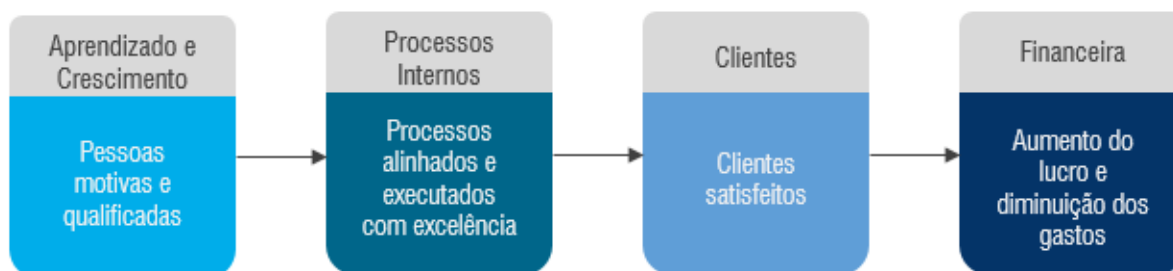 Aprendizado e
Crescimento
Pessoas
motivas e
qualificadas
Processos
Internos
Processos
alinhados e
executados
com excelência
Clientes
Clientes
satisfeitos
Financeira
Aumento do
lucro e
diminuição dos
gastos